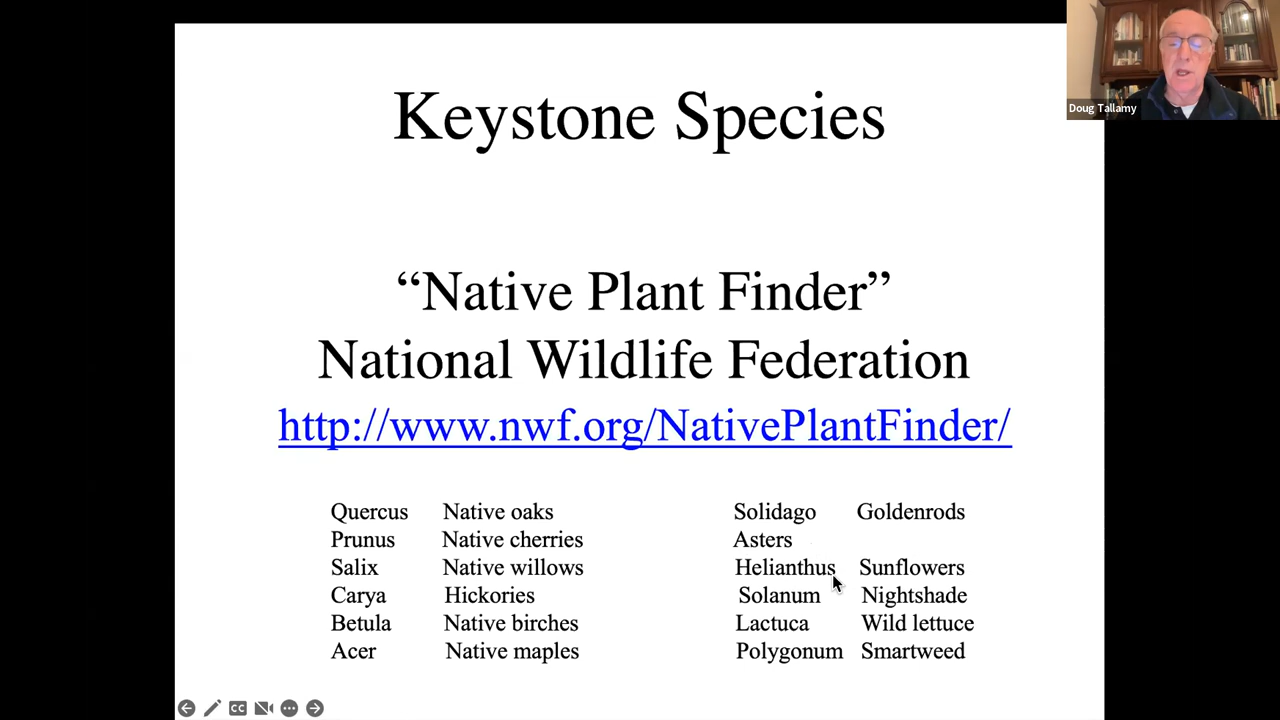 Keystone Species
Doug Tallamy
“Native Plant Finder”
National Wildlife Federation
http://www.nwf.org/NativePlantFinder/
Quercus Native oaks
Prunus Native cherries
Salix Native willows
Carya Hickories
Betula Native birches
Acer Native maples
Solidago Goldenrods
Asters
Helianthus Sunflowers
Solanum Nightshade
Lactuca Wild lettuce
Polygonum Smartweed
CC